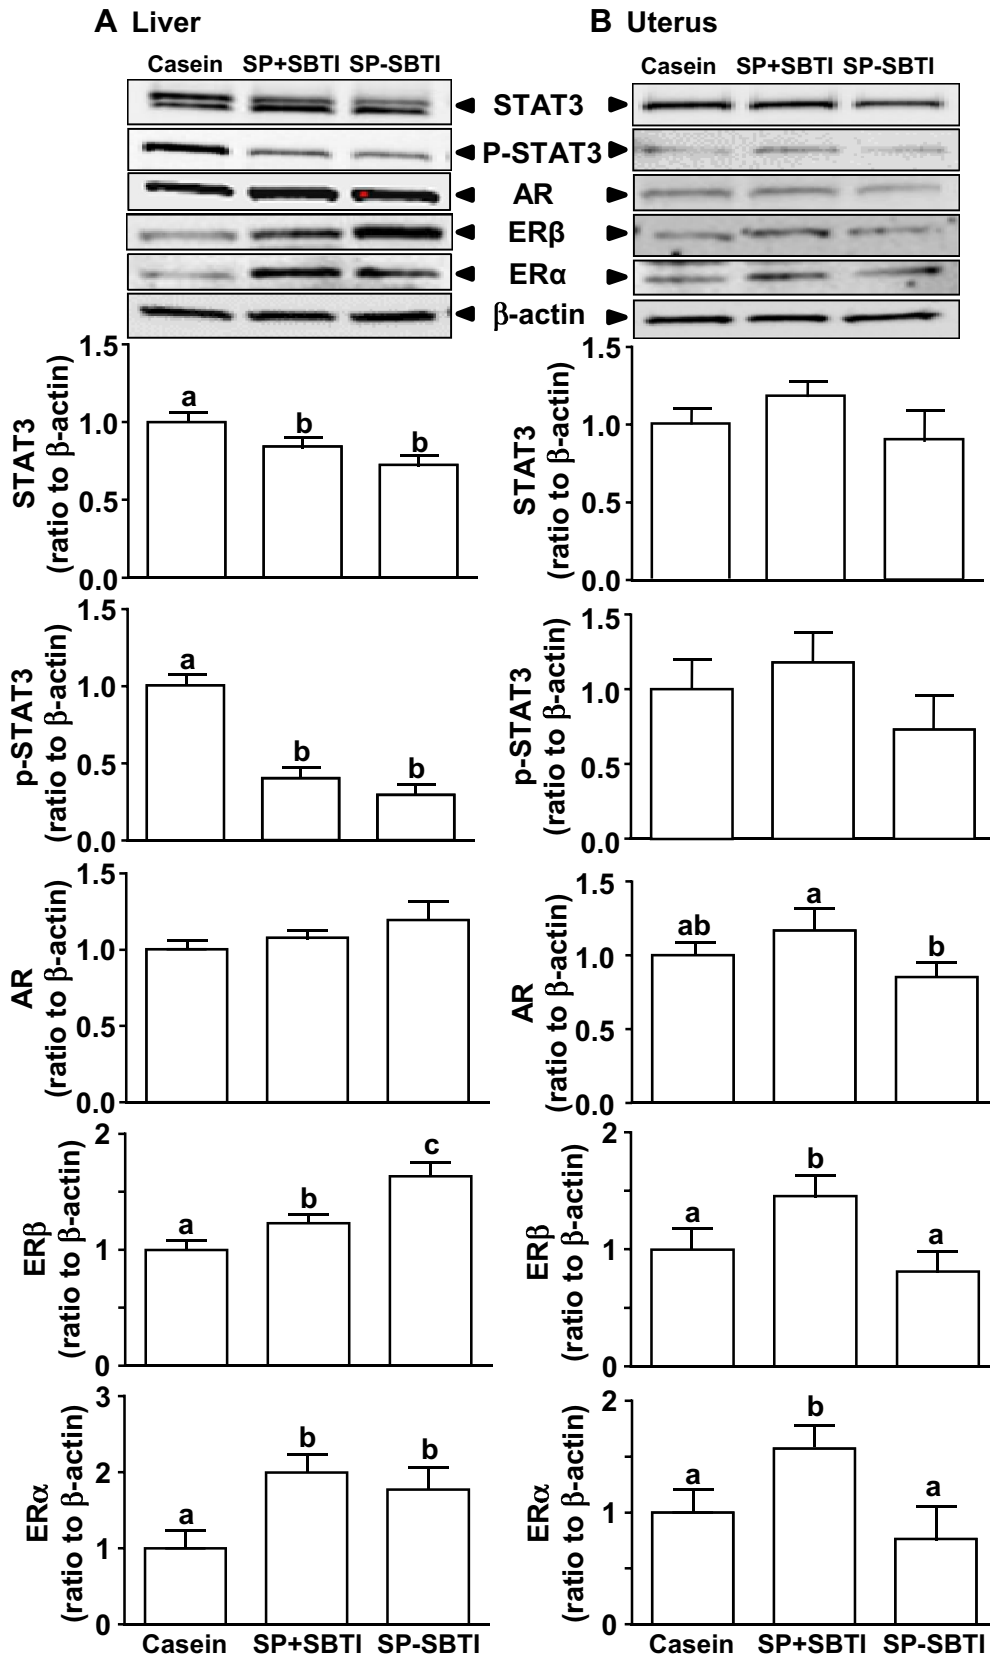 A Liver
B Uterus
Casein SP+SBTI SP-SBTI
Casein SP+SBTI SP-SBTI
STAT3
P-STAT3
AR
ERβ
ERα
β-actin
STAT3
(ratio to β-actin)
1.5
1.0
0.5
0.0
a
b
b
STAT3
(ratio to β-actin)
1.5
1.0
0.5
0.0
p-STAT3
(ratio to β-actin)
1.5
1.0
0.5
0.0
a
b
b
p-STAT3
(ratio to β-actin)
1.5
1.0
0.5
0.0
AR
(ratio to β-actin)
1.5
1.0
0.5
0.0
AR
(ratio to β-actin)
1.5
1.0
0.5
0.0
ab
a
b
ERβ
(ratio to β-actin)
2
1
0
a
b
c
ERβ
(ratio to β-actin)
2
1
0
a
b
a
ERα
(ratio to β-actin)
3
2
1
0
a
b
b
Casein SP+SBTI SP-SBTI
ERα
(ratio to β-actin)
2
1
0
a
b
a
Casein SP+SBTI SP-SBTI